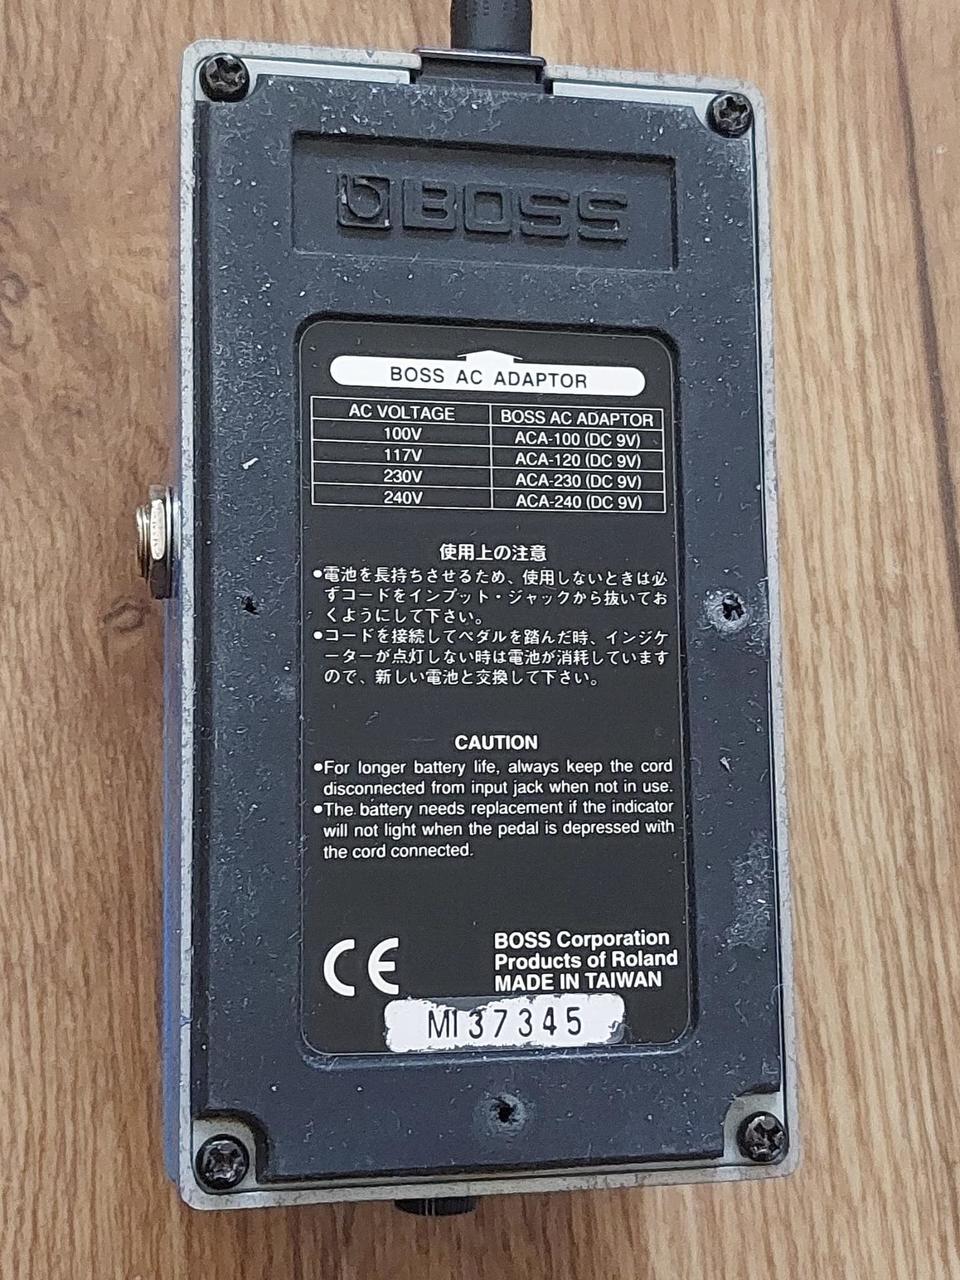 BOSS
BOSS AC ADAPTOR
AC VOLTAGE BOSS AC ADAPTOR
100V ACA-100 (DC 9V)
117V ACA-120 (DC 9V)
230V ACA-230 (DC 9V)
240V ACA-240 (DC 9V)
使用上の注意
●電池を長持ちさせるため、使用しないときは必
ずコードをインプット・ジャックから抜いてお
くようにして下さい。
●コードを接続してペダルを踏んだ時、インジケ
ーターが点灯しない時は電池が消耗しています
ので、新しい電池と交換して下さい。
CAUTION
●For longer battery life, always keep the cord
disconnected from input jack when not in use.
●The battery needs replacement if the indicator
will not light when the pedal is depressed with
the cord connected.
CE
BOSS Corporation
Products of Roland
MADE IN TAIWAN
MI 37345